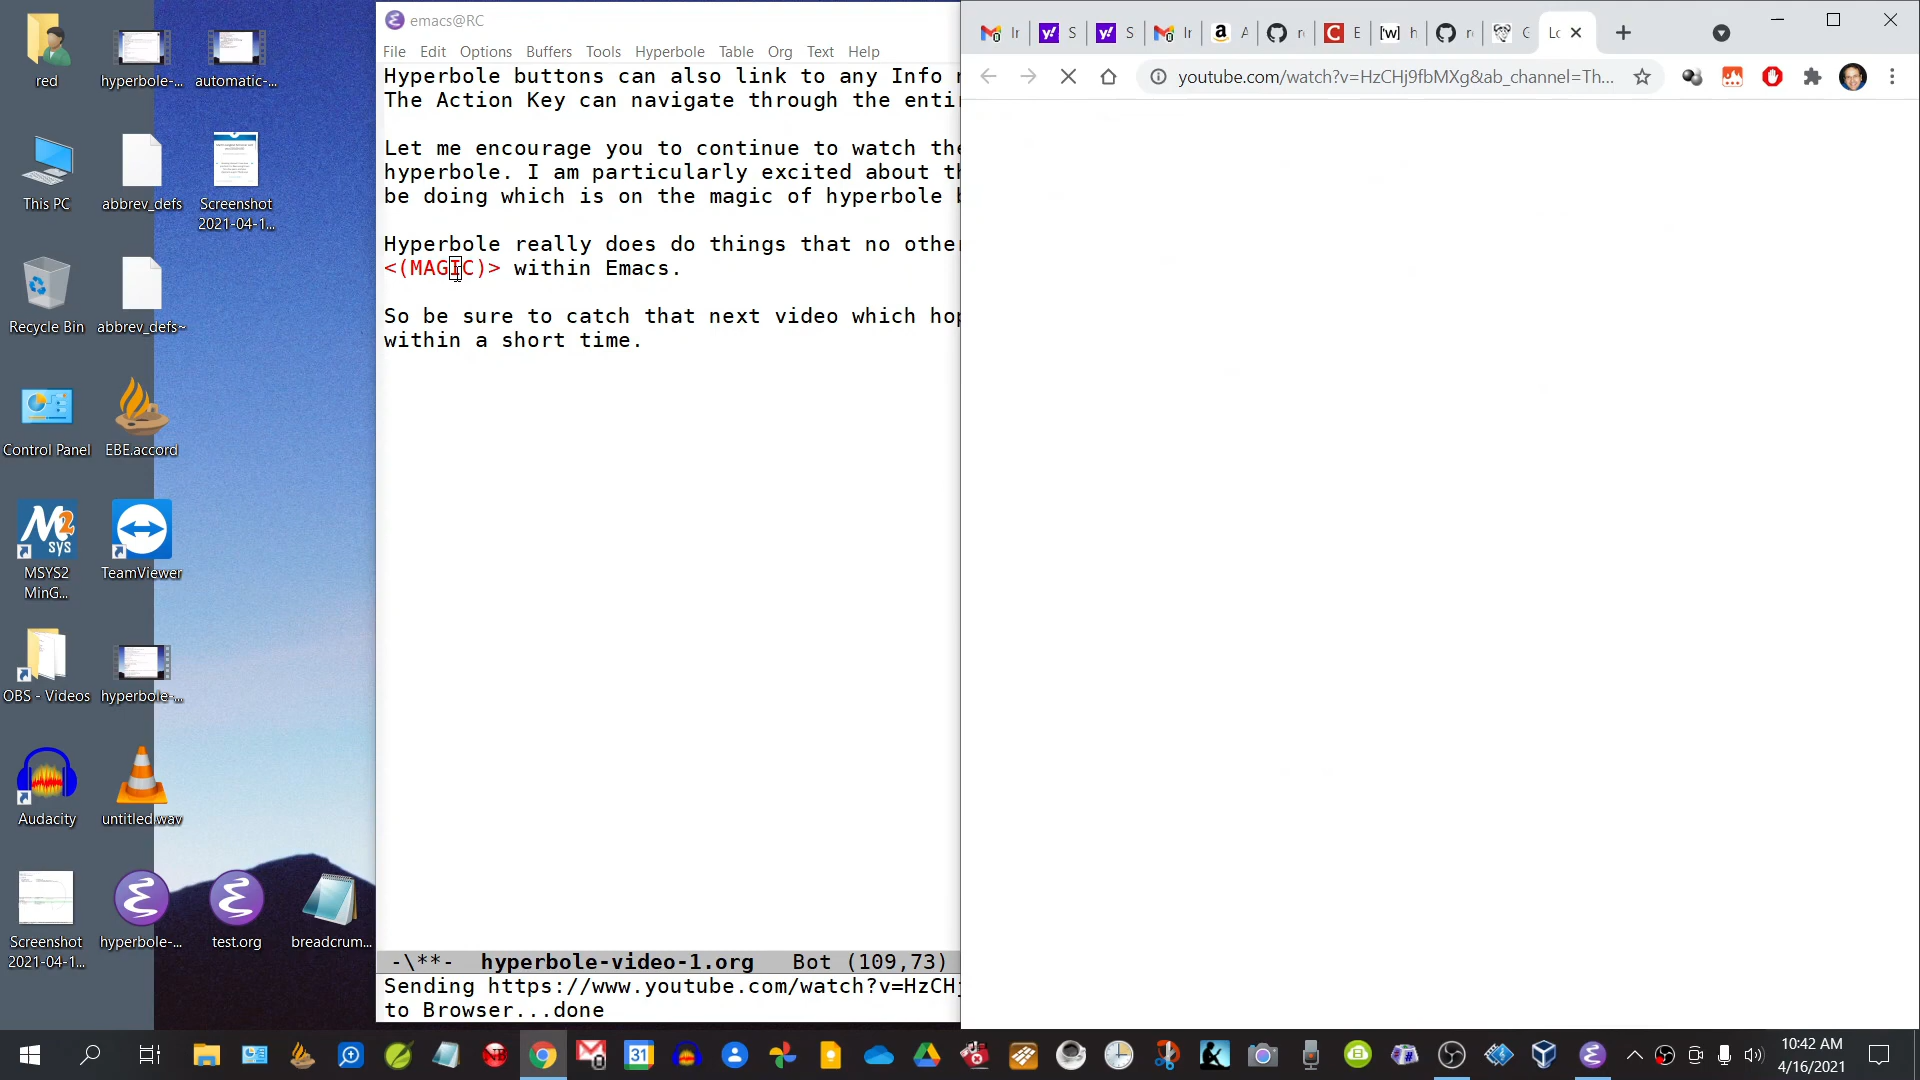 red
hyperbole-...
automatic-...
This PC
abbrev_defs
Screenshot
2021-04-1...
Recycle Bin
abbrev_defs~
Control Panel
EBE.accord
MSYS2
MinG...
TeamViewer
OBS - Videos
hyperbole-...
Audacity
untitled.wav
Screenshot
2021-04-1...
hyperbole-...
test.org
breadcrum...
emacs@RC
File Edit Options Buffers Tools Hyperbole Table Org Text Help
Hyperbole buttons can also link to any Info
The Action Key can navigate through the entir
Let me encourage you to continue to watch the
hyperbole. I am particularly excited about th
be doing which is on the magic of hyperbole b
Hyperbole really does do things that no othe
<(MAGIC)> within Emacs.
So be sure to catch that next video which hop
within a short time.
-\**- hyperbole-video-1.org Bot (109,73)
Sending https://www.youtube.com/watch?v=HzCHj
to Browser...done
youtube.com/watch?v=HzCHj9fbMXg&ab_channel=Th...
10:42 AM
4/16/2021